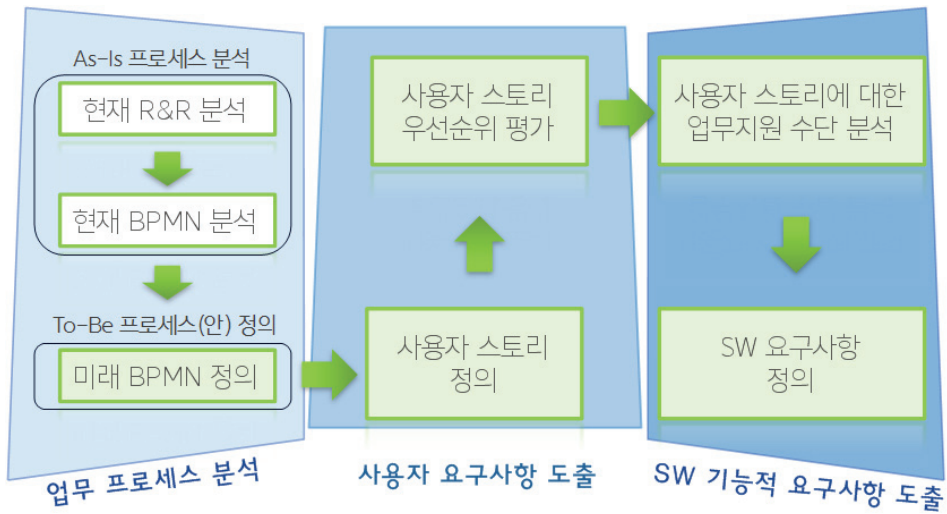 As-Is 프로세스 분석
현재 R&R 분석
현재 BPMN 분석
To-Be 프로세스(안) 정의
미래 BPMN 정의
업무 프로세스 분석
사용자 스토리
우선순위 평가
사용자 스토리
정의
사용자 요구사항 도출
사용자 스토리에 대한
업무지원 수단 분석
SW 요구사항
정의
SW 기능적 요구사항 도출